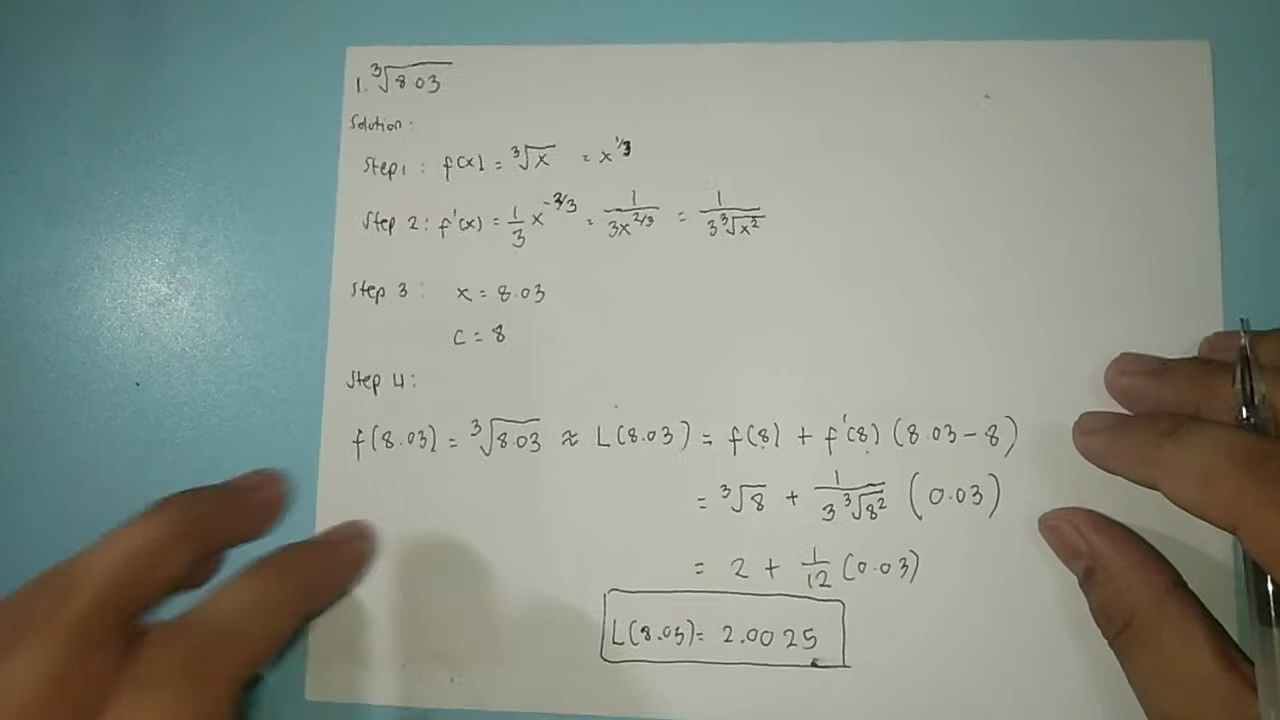 1. ∛8.03
Solution:
Step 1: f(x) = ∛x = x^1/3
Step 2: f'(x) = 1/3 x^-2/3 = 1/3x^2/3 = 1/3∛x²
Step 3: x = 8.03
c = 8
Step 4:
f(8.03) = ∛8.03 ≈ L(8.03) = f(8) + f'(8) (8.03-8)
= ∛8 + 1/3∛8² (0.03)
= 2 + 1/12 (0.03)
L(8.03) = 2.0025